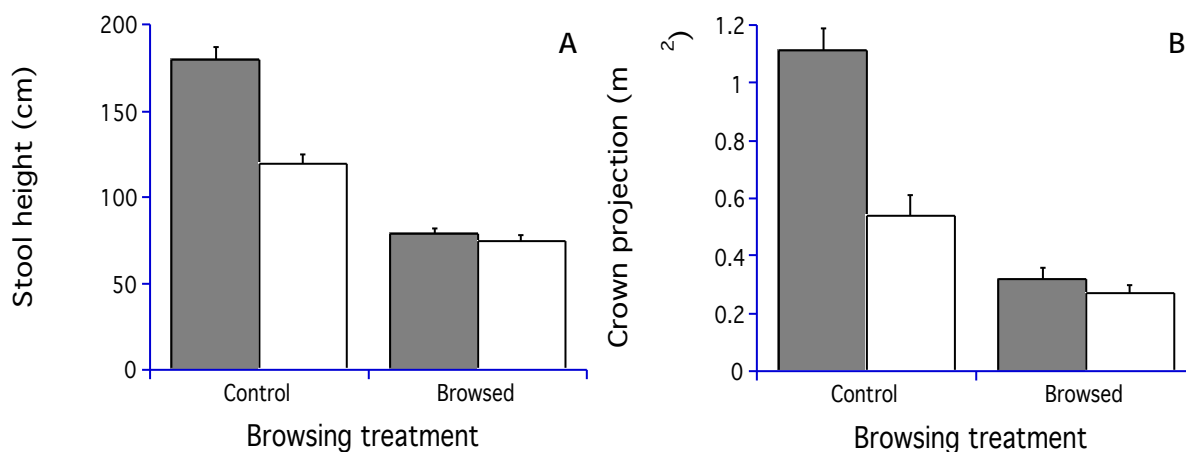 A
Stool height (cm)
200
150
100
50
0
Control
Browsed
Browsing treatment
B
Crown projection (m
2)
1.2
1
0.8
0.6
0.4
0.2
0
Control
Browsed
Browsing treatment